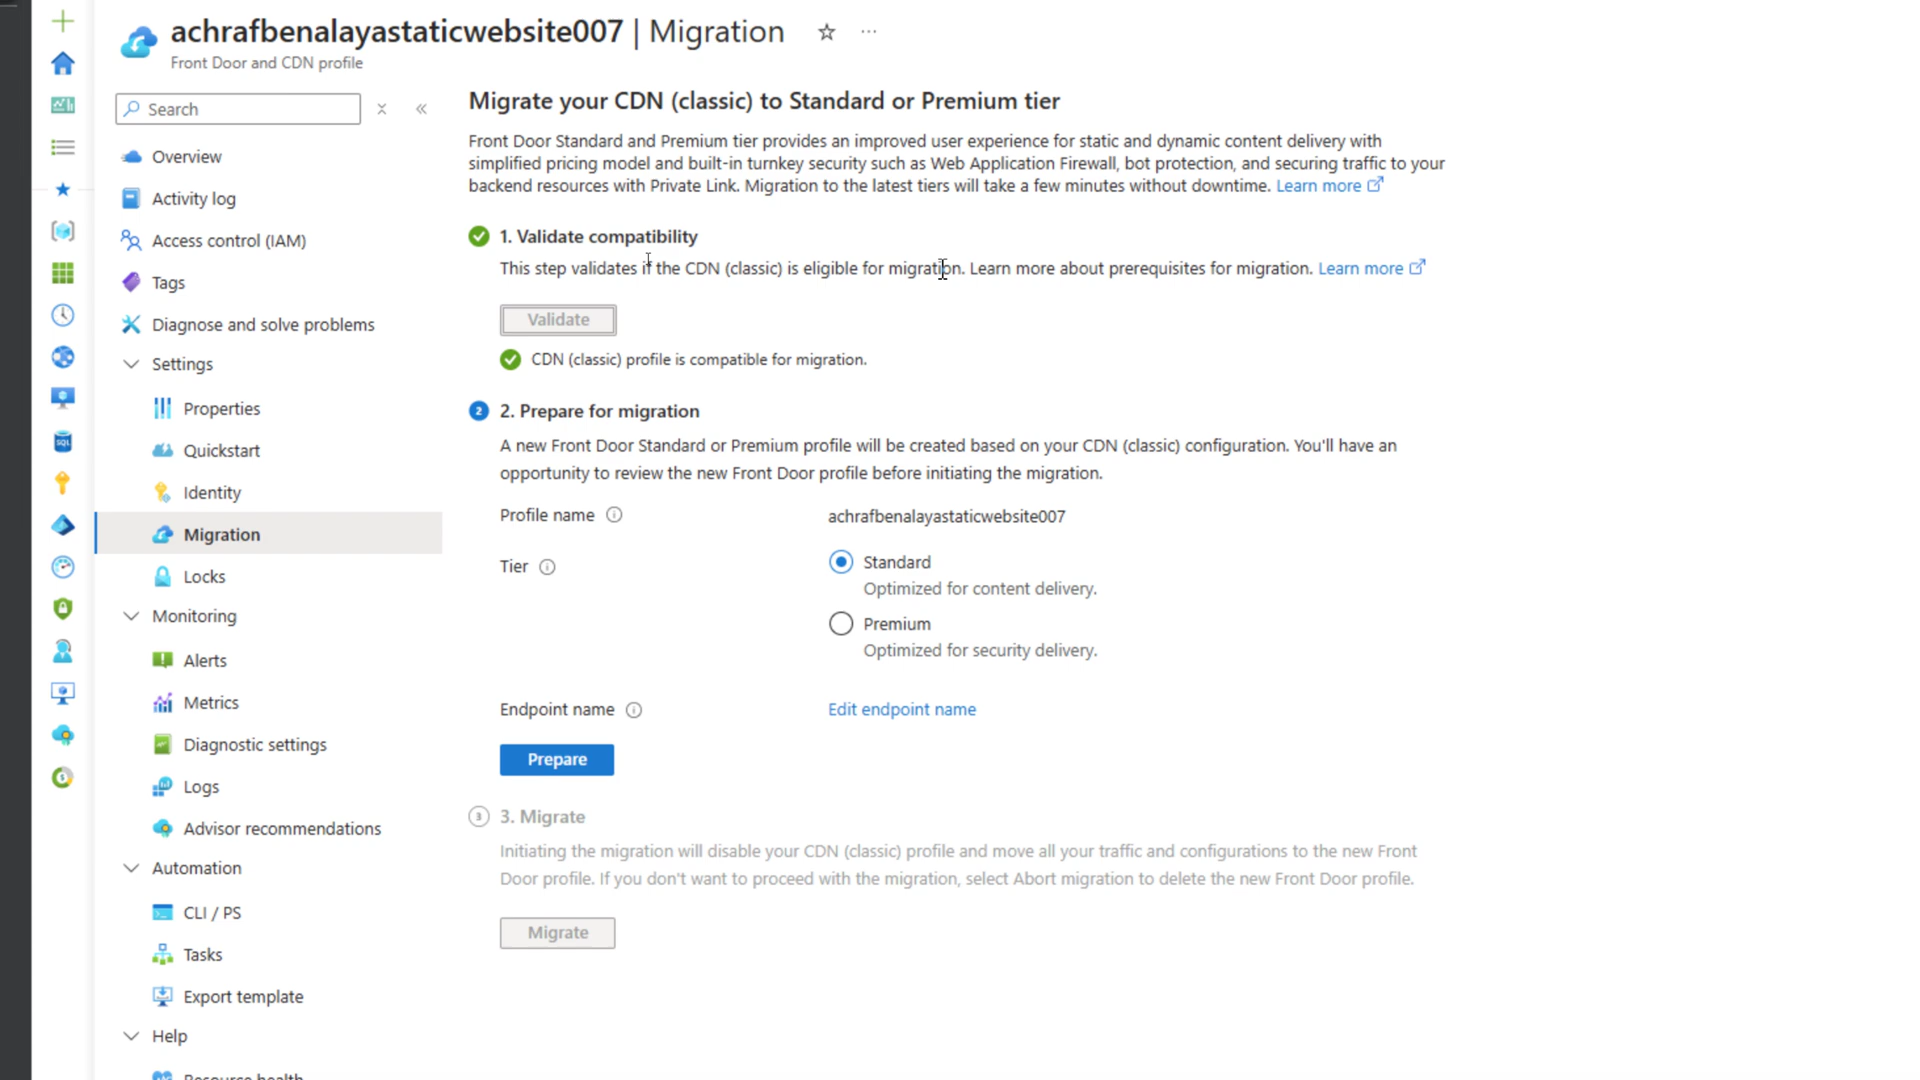 achrafbenalayastaticwebsite007 | Migration
Front Door and CDN profile
Search
Overview
Activity log
Access control (IAM)
Tags
Diagnose and solve problems
Settings
Properties
Quickstart
Identity
Migration
Locks
Monitoring
Alerts
Metrics
Diagnostic settings
Logs
Advisor recommendations
Automation
CLI / PS
Tasks
Export template
Help
Resource health
Migrate your CDN (classic) to Standard or Premium tier
Front Door Standard and Premium tier provides an improved user experience for static and dynamic content delivery with
simplified pricing model and built-in turnkey security such as Web Application Firewall, bot protection, and securing traffic to your
backend resources with Private Link. Migration to the latest tiers will take a few minutes without downtime. Learn more
1. Validate compatibility
This step validates if the CDN (classic) is eligible for migration. Learn more about prerequisites for migration. Learn more
Validate
CDN (classic) profile is compatible for migration.
2 2. Prepare for migration
A new Front Door Standard or Premium profile will be created based on your CDN (classic) configuration. You'll have an
opportunity to review the new Front Door profile before initiating the migration.
Profile name achrafbenalayastaticwebsite007
Tier Standard
Optimized for content delivery.
Premium
Optimized for security delivery.
Endpoint name Edit endpoint name
Prepare
3 3. Migrate
Initiating the migration will disable your CDN (classic) profile and move all your traffic and configurations to the new Front
Door profile. If you don't want to proceed with the migration, select Abort migration to delete the new Front Door profile.
Migrate